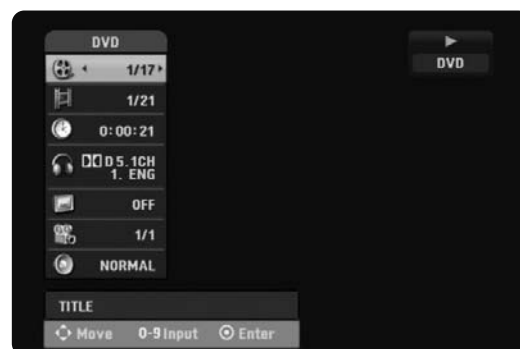 DVD
1/17
1/21
0:00:21
DD D 5.1CH
1. ENG
OFF
1/1
NORMAL
TITLE
Move 0-9 Input Enter
DVD